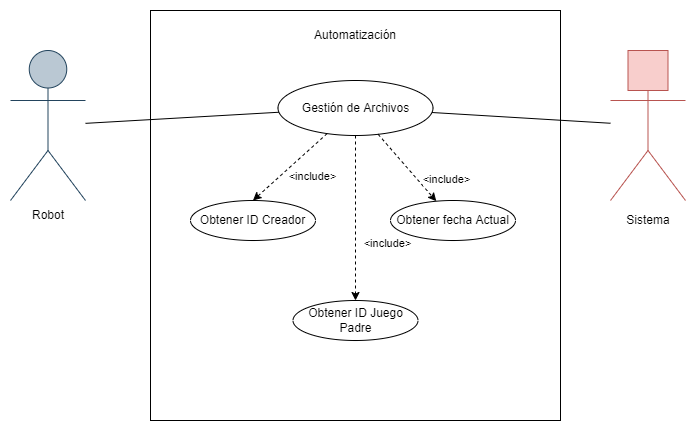 Automatización
Gestión de Archivos
<include>
<include>
Obtener ID Creador
Obtener fecha Actual
Robot
Sistema
<include>
Obtener ID Juego
Padre